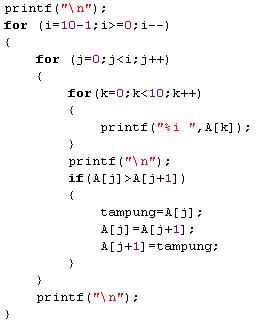 printf("\n");
for (i=10-1;i>=0;i--)
{
    for (j=0;j<i;j++)
    {
        for(k=0;k<10;k++)
        {
            printf("%i ",A[k]);
        }
        printf("\n");
        if(A[j]>A[j+1])
        {
            tampung=A[j];
            A[j]=A[j+1];
            A[j+1]=tampung;
        }
    }
    printf("\n");
}